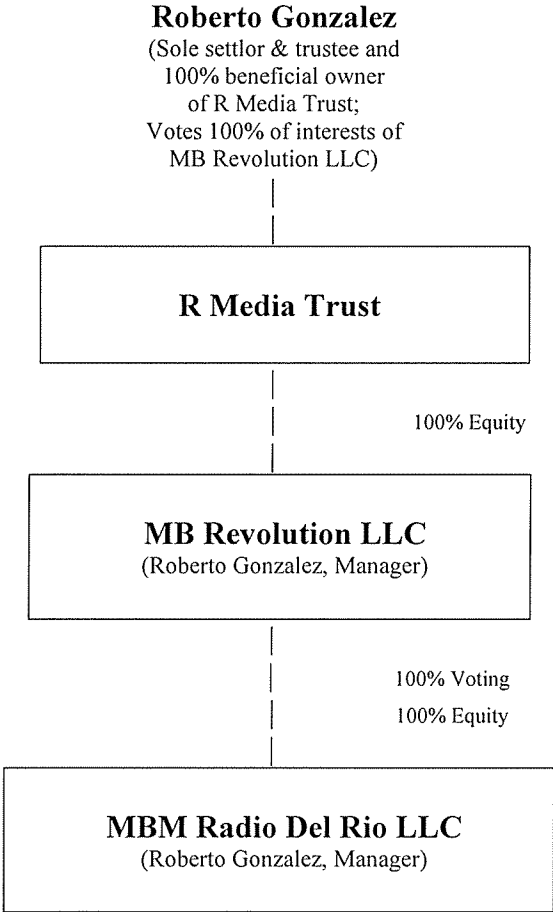 Roberto Gonzalez
(Sole settlor & trustee and
100% beneficial owner
of R Media Trust;
Votes 100% of interests of
MB Revolution LLC)
R Media Trust
100% Equity
MB Revolution LLC
(Roberto Gonzalez, Manager)
100% Voting
100% Equity
MBM Radio Del Rio LLC
(Roberto Gonzalez, Manager)